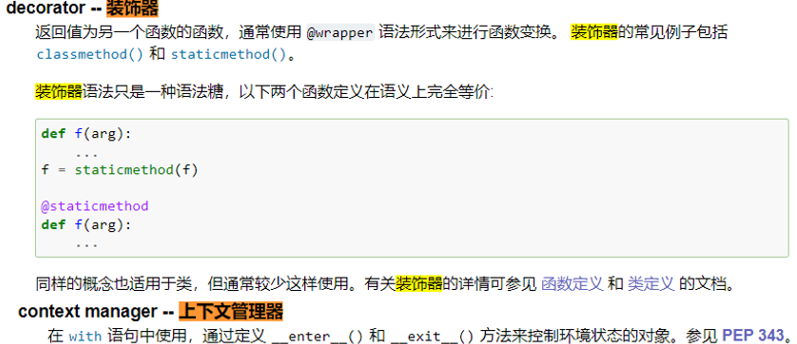 decorator -- 装饰器
返回值为另一个函数的函数，通常使用 @wrapper 语法形式来进行函数变换。 装饰器的常见例子包括
classmethod() 和 staticmethod()。
装饰器语法只是一种语法糖，以下两个函数定义在语义上完全等价:
def f(arg):
    ...
f = staticmethod(f)
@staticmethod
def f(arg):
    ...
同样的概念也适用于类，但通常较少这样使用。有关装饰器的详情可参见 函数定义 和 类定义 的文档。
context manager -- 上下文管理器
在 with 语句中使用，通过定义 __enter__() 和 __exit__() 方法来控制环境状态的对象。参见 PEP 343。